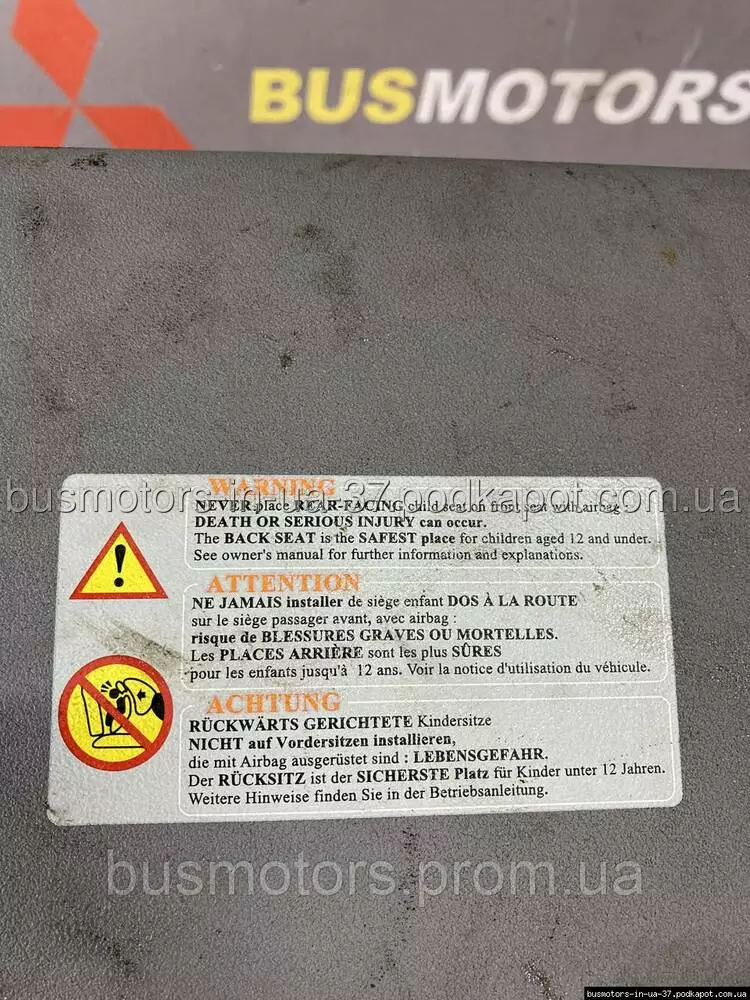 BUSMOTORS
WARNING
busmotors-in-ua-37.podkapot.com.ua
NEVER place REAR-FACING child seat on front seat with airbag :
DEATH OR SERIOUS INJURY can occur.
The BACK SEAT is the SAFEST place for children aged 12 and under.
See owner's manual for further information and explanations.
ATTENTION
NE JAMAIS installer de siège enfant DOS À LA ROUTE
sur le siège passager avant, avec airbag :
risque de BLESSURES GRAVES OU MORTELLES.
Les PLACES ARRIÈRE sont les plus SÛRES
pour les enfants jusqu'à 12 ans. Voir la notice d'utilisation du véhicule.
ACHTUNG
RÜCKWÄRTS GERICHTETE Kindersitze
NICHT auf Vordersitzen installieren,
die mit Airbag ausgerüstet sind : LEBENSGEFAHR.
Der RÜCKSITZ ist der SICHERSTE Platz für Kinder unter 12 Jahren.
Weitere Hinweise finden Sie in der Betriebsanleitung.
busmotors.prom.ua
busmotors-in-ua-37.podkapot.com.ua